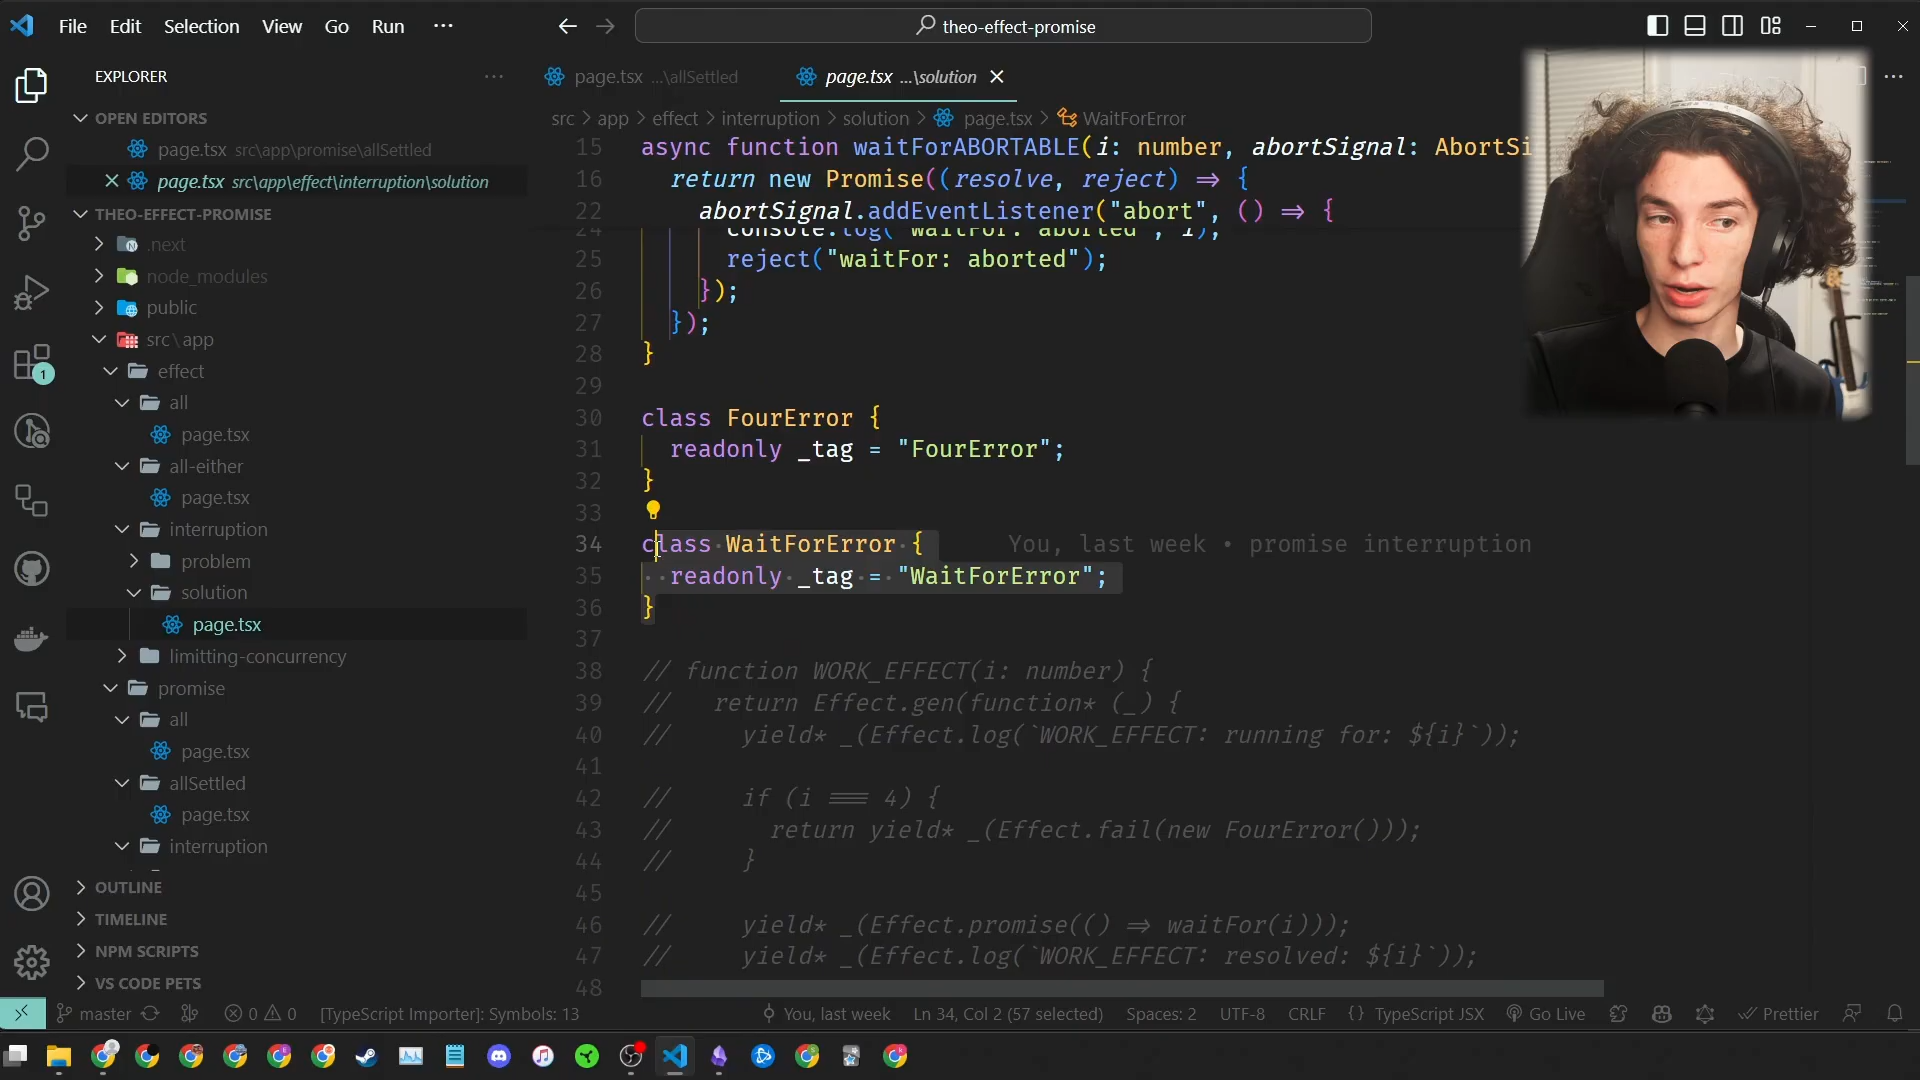 File Edit Selection View Go Run ···
theo-effect-promise
EXPLORER ···
page.tsx ...\allSettled
page.tsx ...\solution
OPEN EDITORS
page.tsx src\app\promise\allSettled
page.tsx src\app\effect\interruption\solution
THEO-EFFECT-PROMISE
.next
node_modules
public
src\app
effect
all
page.tsx
all-either
page.tsx
interruption
problem
solution
page.tsx
limitting-concurrency
promise
all
page.tsx
allSettled
page.tsx
interruption
OUTLINE
TIMELINE
NPM SCRIPTS
VS CODE PETS
1
src > app > effect > interruption > solution > page.tsx > WaitForError
15 async function waitForABORTABLE(i: number, abortSignal: AbortSi
16 return new Promise((resolve, reject) => {
22 abortSignal.addEventListener("abort", () => {
24 console.log("waitFor: aborted", i);
25 reject("waitFor: aborted");
26 });
27 });
28 }
29
30 class FourError {
31 readonly _tag = "FourError";
32 }
33
34 class WaitForError { You, last week • promise interruption
35 readonly _tag = "WaitForError";
36 }
37
38 // function WORK_EFFECT(i: number) {
39 // return Effect.gen(function* (_) {
40 // yield* _(Effect.log(`WORK_EFFECT: running for: ${i}`));
41
42 // if (i === 4) {
43 // return yield* _(Effect.fail(new FourError()));
44 // }
45
46 // yield* _(Effect.promise(() => waitFor(i)));
47 // yield* _(Effect.log(`WORK_EFFECT: resolved: ${i}`));
48
master 0 0 [TypeScript Importer]: Symbols: 13 You, last week Ln 34, Col 2 (57 selected) Spaces: 2 UTF-8 CRLF {} TypeScript JSX Go Live Prettier